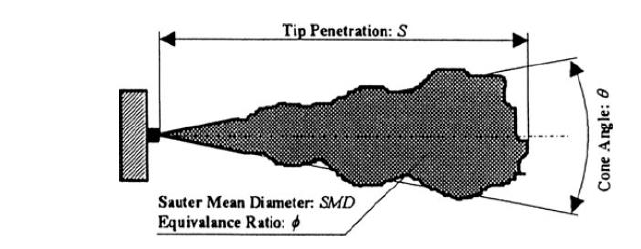 Tip Penetration: S
Cone Angle: θ
Sauter Mean Diameter: SMD
Equivalance Ratio: ϕ